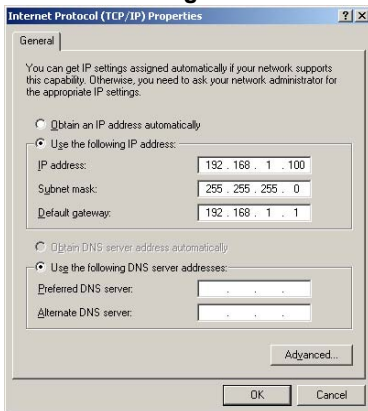 Internet Protocol (TCP/IP) Properties ? X
General
You can get IP settings assigned automatically if your network supports
this capability. Otherwise, you need to ask your network administrator for
the appropriate IP settings.
Obtain an IP address automatically
Use the following IP address:
IP address: 192 . 168 . 1 . 100
Subnet mask: 255 . 255 . 255 . 0
Default gateway: 192 . 168 . 1 . 1
Obtain DNS server address automatically
Use the following DNS server addresses:
Preferred DNS server: . . .
Alternate DNS server: . . .
Advanced...
OK Cancel